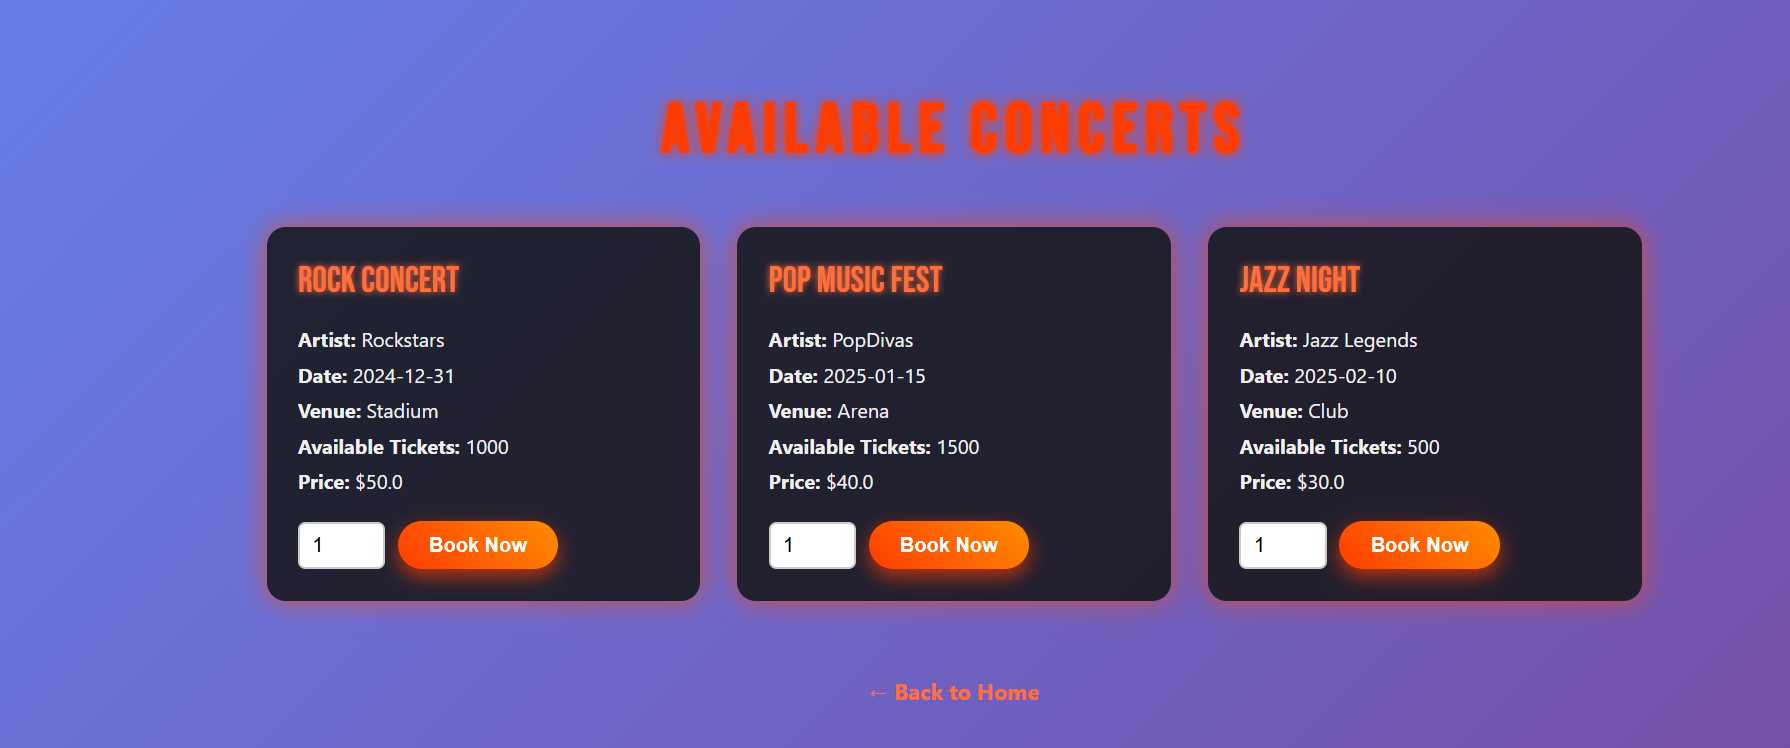 AVAILABLE CONCERTS
ROCK CONCERT
Artist: Rockstars
Date: 2024-12-31
Venue: Stadium
Available Tickets: 1000
Price: $50.0
1
Book Now
POP MUSIC FEST
Artist: PopDivas
Date: 2025-01-15
Venue: Arena
Available Tickets: 1500
Price: $40.0
1
Book Now
JAZZ NIGHT
Artist: Jazz Legends
Date: 2025-02-10
Venue: Club
Available Tickets: 500
Price: $30.0
1
Book Now
← Back to Home